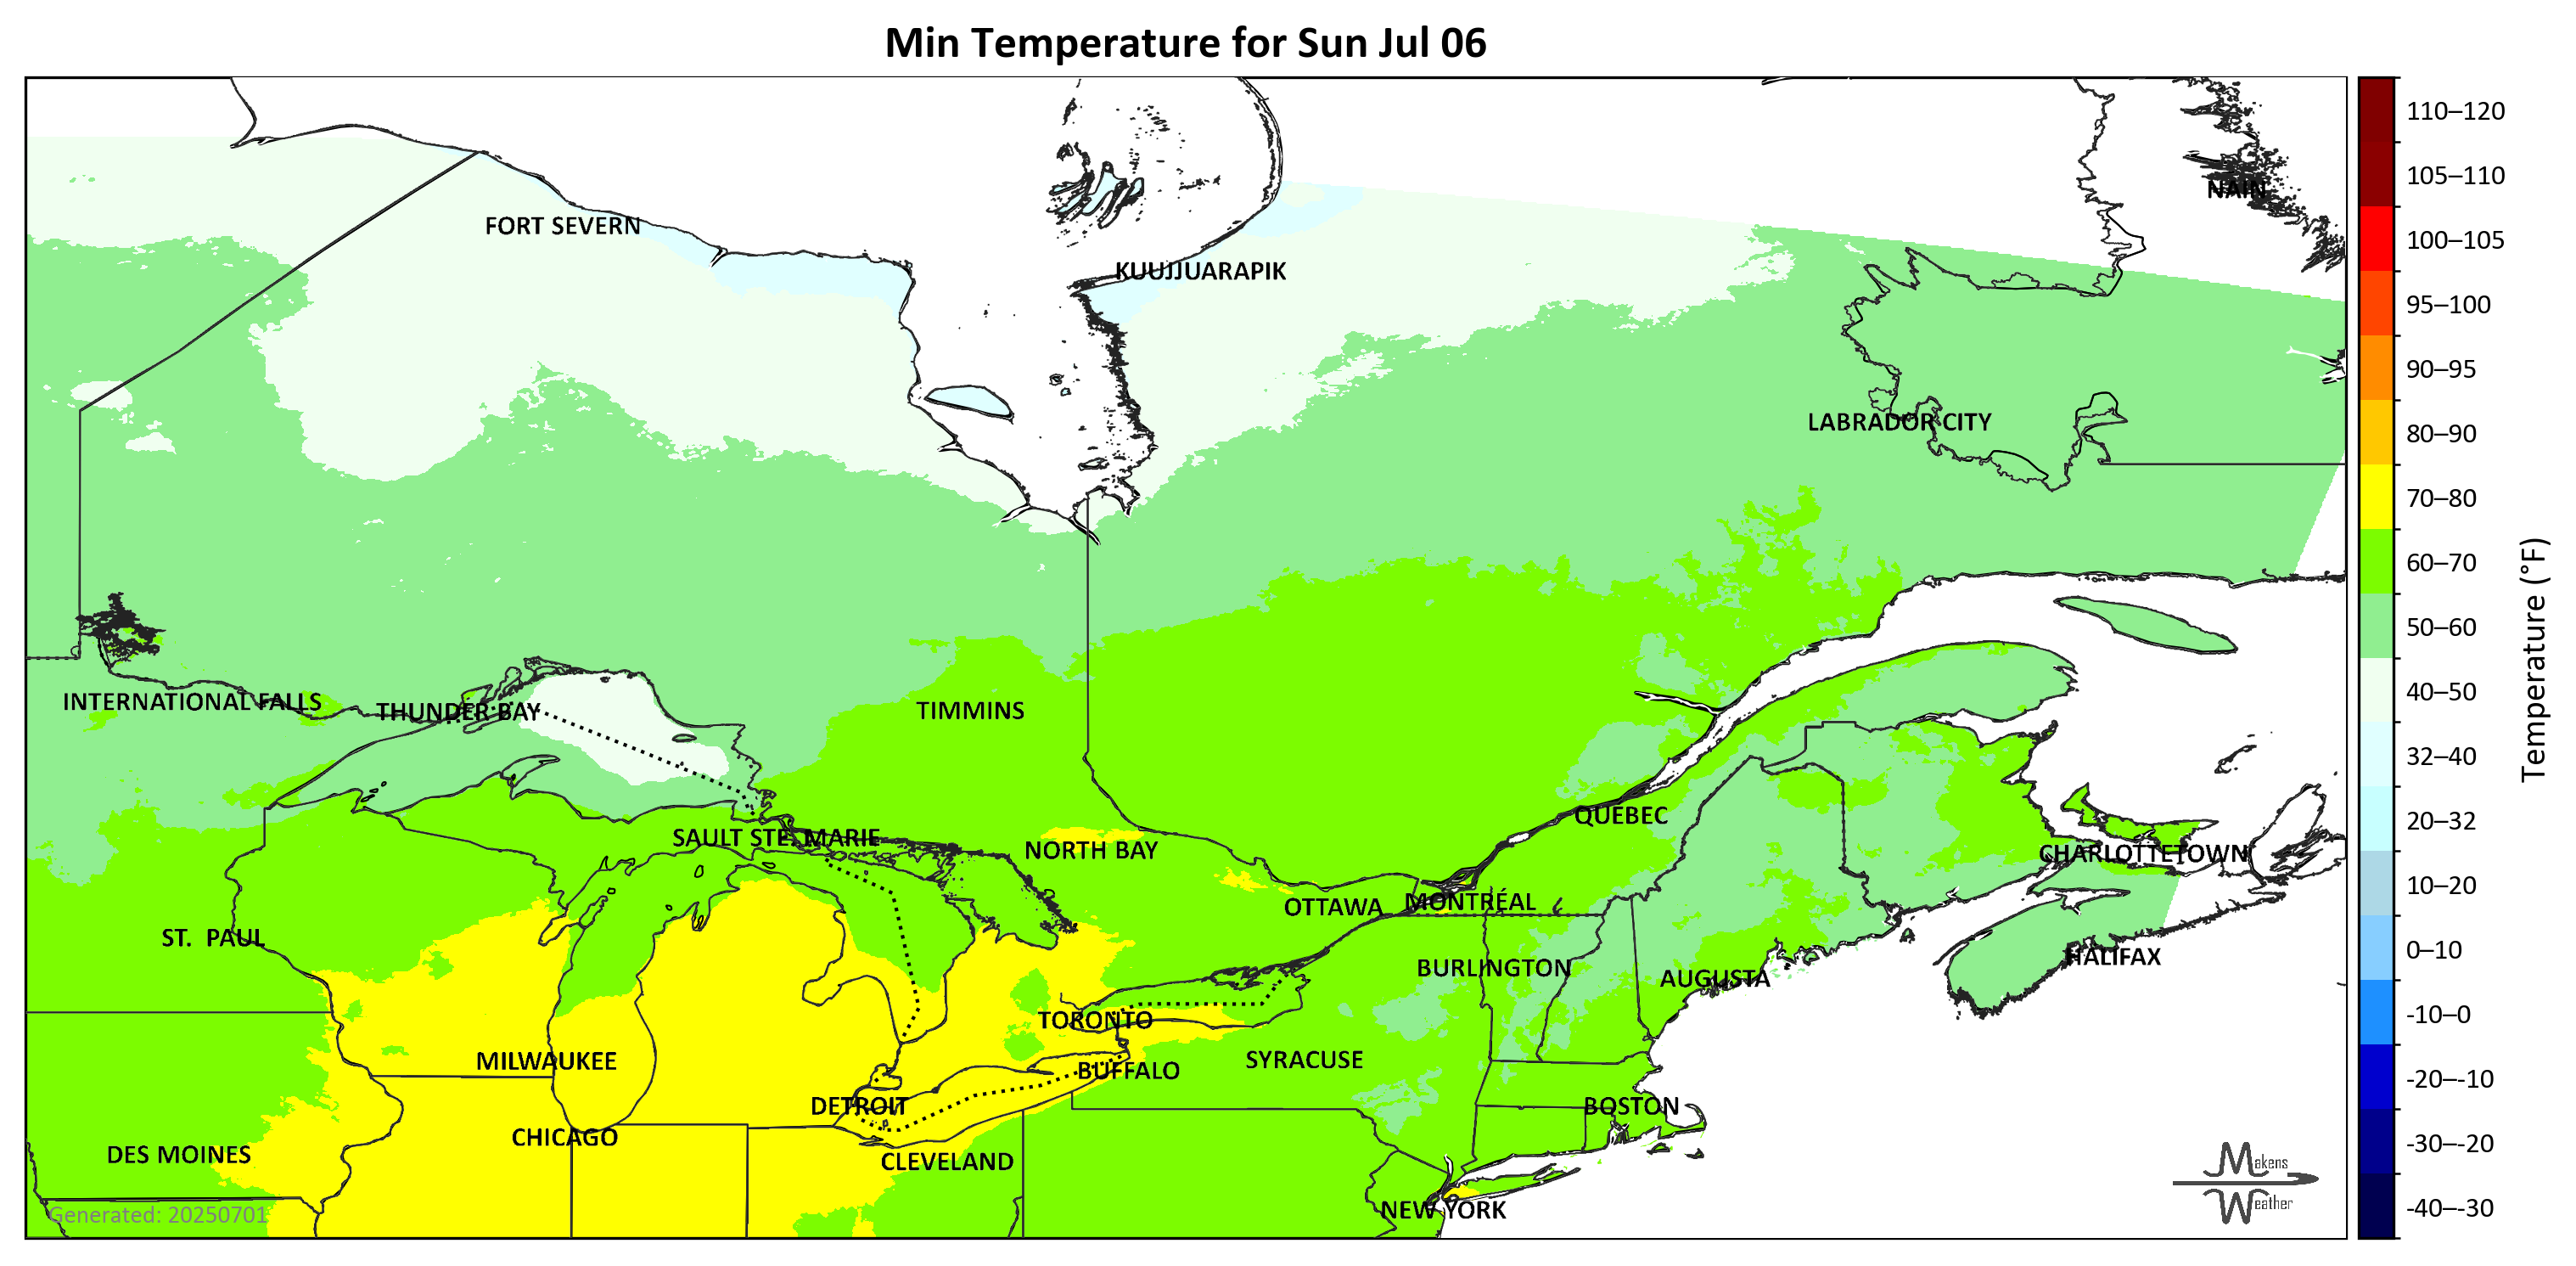 Min Temperature for Sun Jul 06
110–120
105–110
NAIN
FORT SEVERN
100–105
KUUJJUARAPIK
95–100
90–95
LABRADOR CITY
80–90
70–80
60–70
50–60
Temperature (°F)
INTERNATIONAL FALLS
THUNDER BAY
TIMMINS
40–50
32–40
QUEBEC
20–32
SAULT STE. MARIE
NORTH BAY
CHARLOTTETOWN
10–20
OTTAWA
MONTRÉAL
ST. PAUL
HALIFAX
0–10
BURLINGTON
AUGUSTA
TORONTO
-10–0
MILWAUKEE
SYRACUSE
BUFFALO
-20–-10
DETROIT
BOSTON
CHICAGO
-30–-20
DES MOINES
CLEVELAND
Makens
Weather
NEW YORK
-40–-30
Generated: 20250701